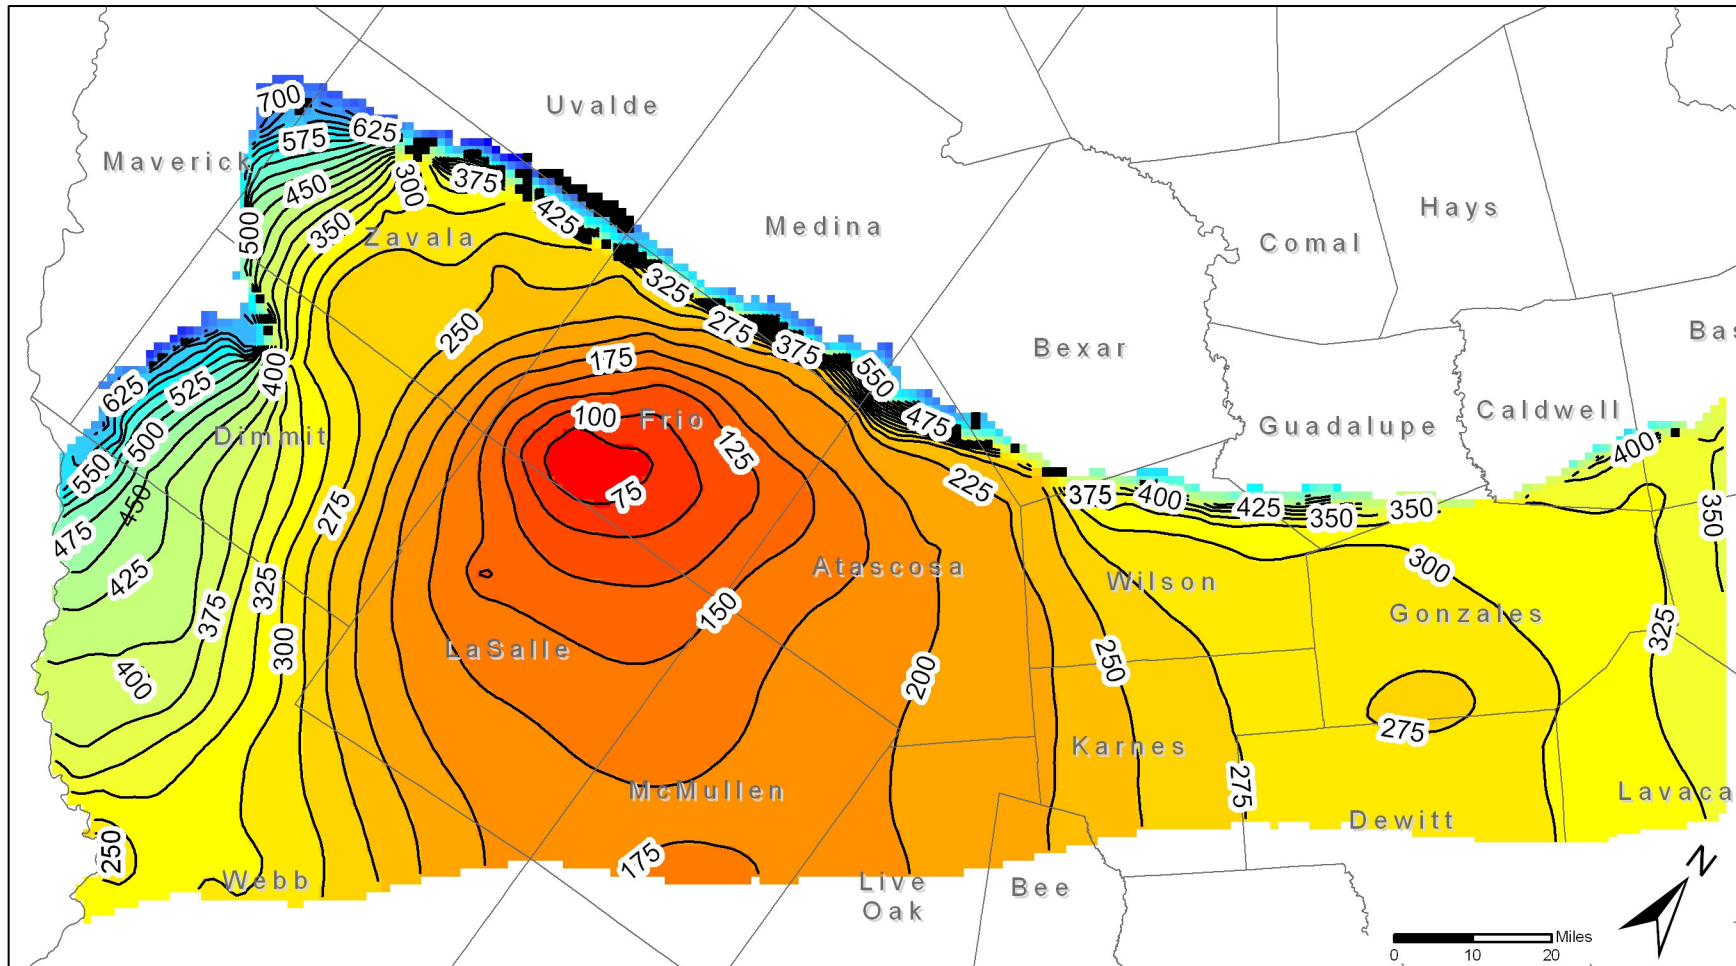 700
Uvalde
575
625
Maverick
450
300
375
425
500
350
Zavala
Medina
Hays
Comal
325
250
275
375
Bas
175
Bexar
400
550
625
525
100
Frio
475
Caldwell
Dimmit
500
125
Guadalupe
400
550
450
75
225
375
400
425
350
350
350
275
475
425
Atascosa
300
Wilson
375
325
150
Gonzales
325
LaSalle
300
250
200
400
275
Karnes
275
McMullen
Lavaca
Dewitt
250
175
Webb
Live
Oak
Bee
N
Miles
0 10 20